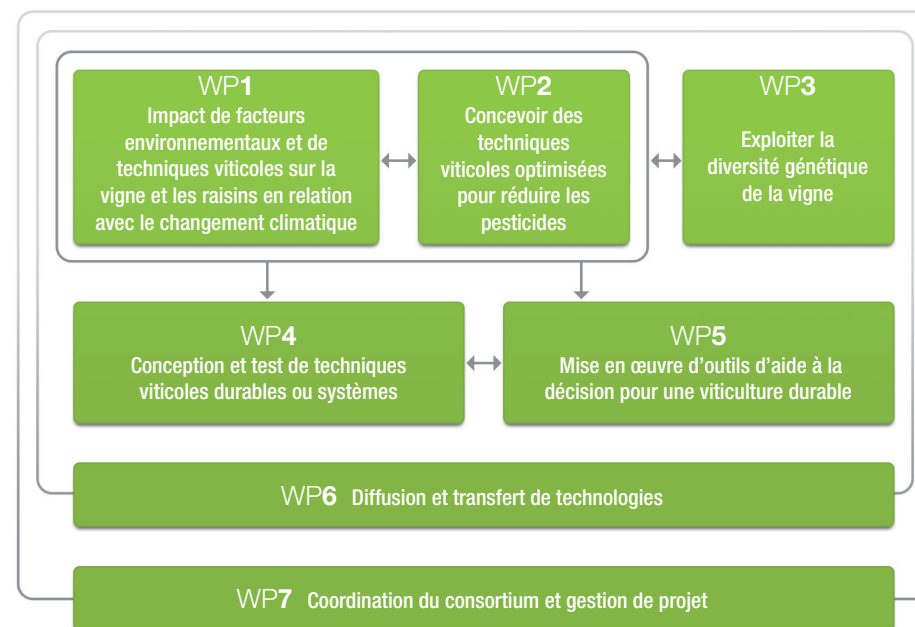 WP1
Impact de facteurs
environnementaux et de
techniques viticoles sur la
vigne et les raisins en relation
avec le changement climatique
WP2
Concevoir des
techniques
viticoles optimisées
pour réduire les
pesticides
WP3
Exploiter la
diversité génétique
de la vigne
WP4
Conception et test de techniques
viticoles durables ou systèmes
WP5
Mise en œuvre d’outils d’aide à la
décision pour une viticulture durable
WP6 Diffusion et transfert de technologies
WP7 Coordination du consortium et gestion de projet